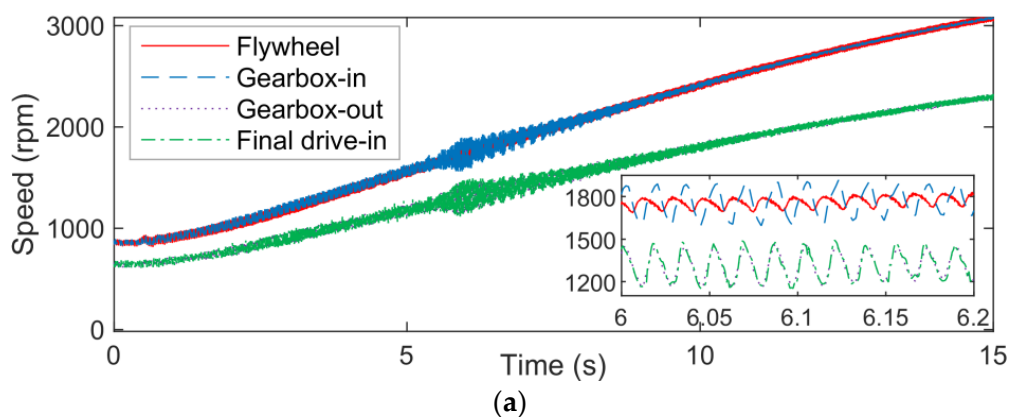 3000
2000
1000
0
Speed (rpm)
Flywheel
Gearbox-in
Gearbox-out
Final drive-in
1800
1500
1200
6 6.05 6.1 6.15 6.2
0 5 10 15
Time (s)
(a)